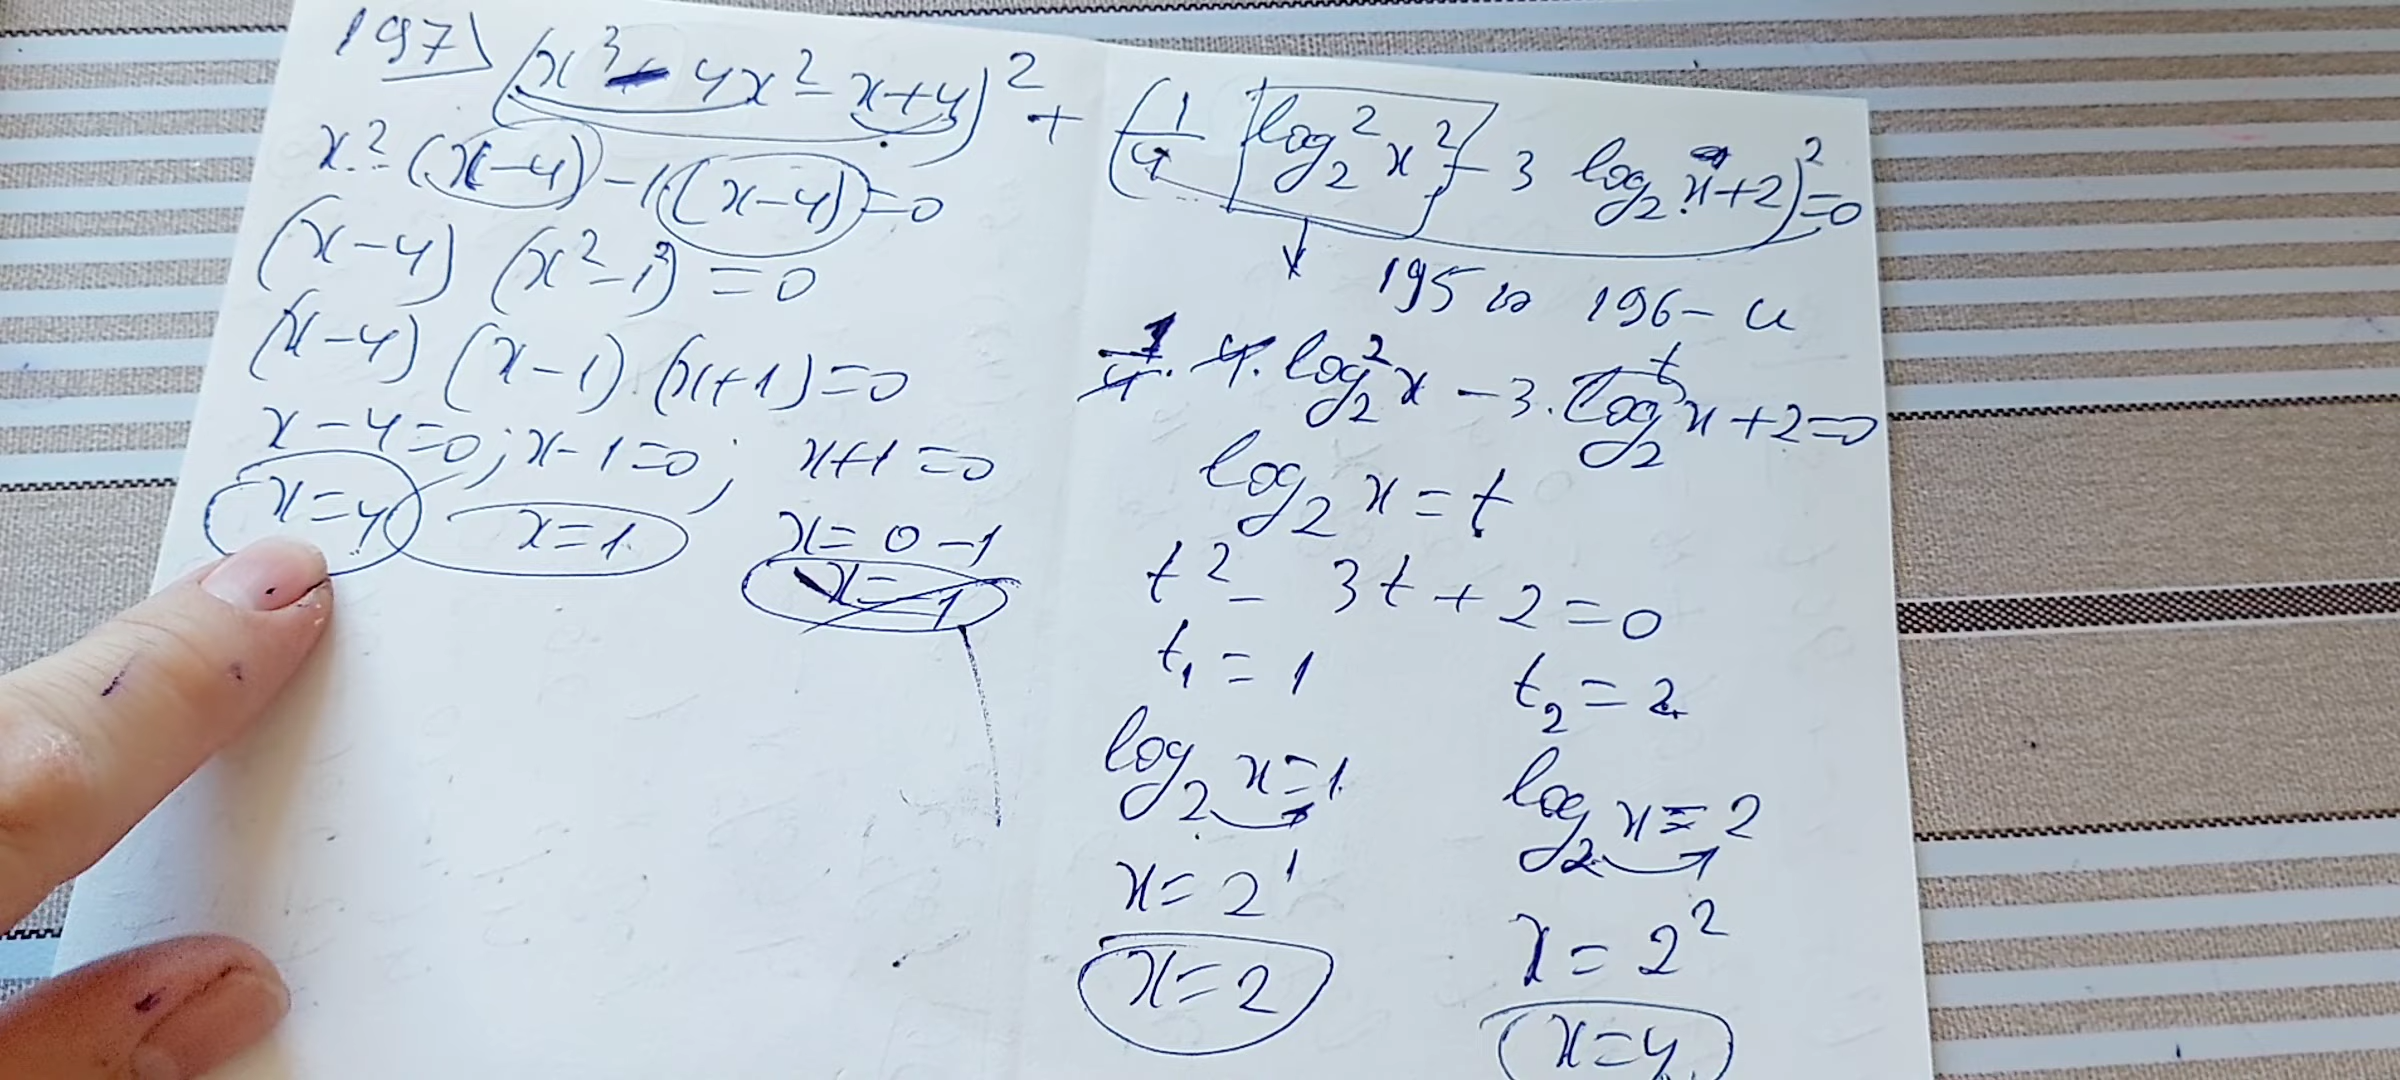 197) (x³ - 4x² - x + 4)² + (1/4 log₂² x² - 3 log₂ x + 2)² = 0
x² (x-4) - 1 (x-4) = 0
(x-4) (x² - 1²) = 0
(x-4) (x-1) (x+1) = 0
x-4=0; x-1=0; x+1=0
x=4 x=1 x=0-1
x=-1
195 և 196-ը
1/4 · 4 · log₂² x - 3 · log₂ x + 2 = 0
t
log₂ x = t
t² - 3t + 2 = 0
t₁ = 1 t₂ = 2
log₂ x = 1 log₂ x = 2
x = 2¹ x = 2²
x = 2 x = 4